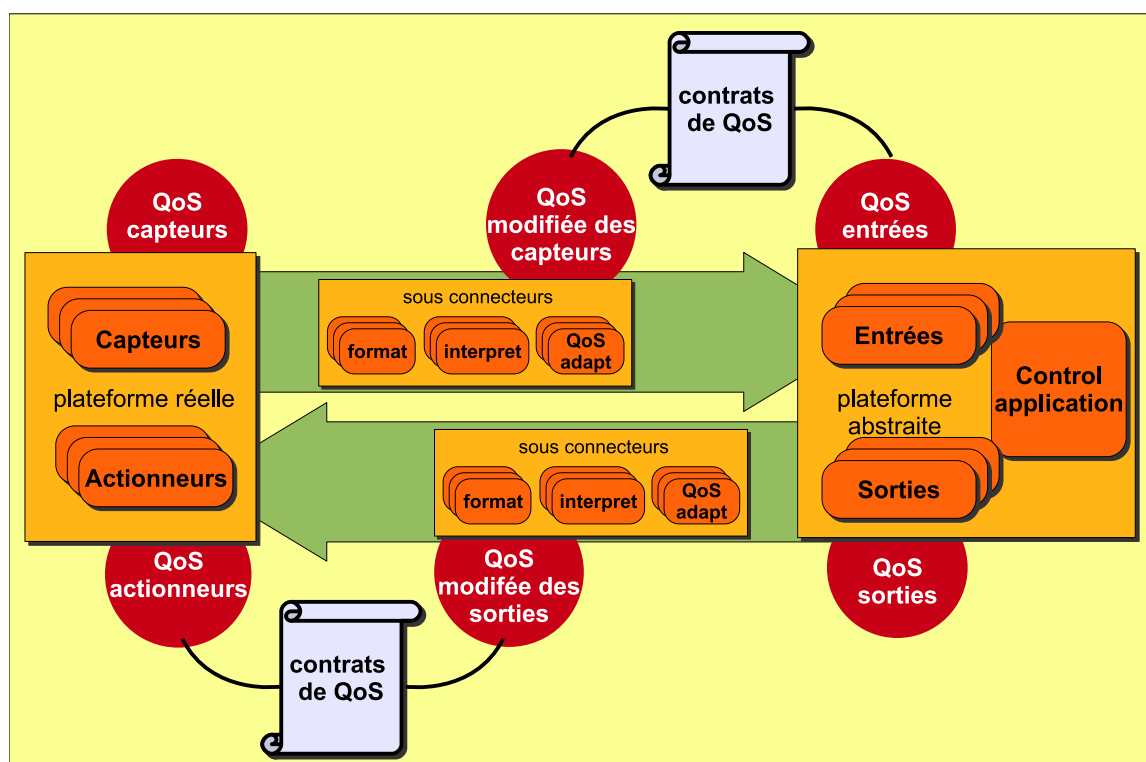 contrats
de QoS
QoS
capteurs
QoS
modifiée des
capteurs
QoS
entrées
sous connecteurs
format
interpret
QoS
adapt
Capteurs
plateforme réelle
Actionneurs
Entrées
plateforme
abstraite
Sorties
Control
application
sous connecteurs
format
interpret
QoS
adapt
QoS
actionneurs
QoS
modifée des
sorties
QoS
sorties
contrats
de QoS